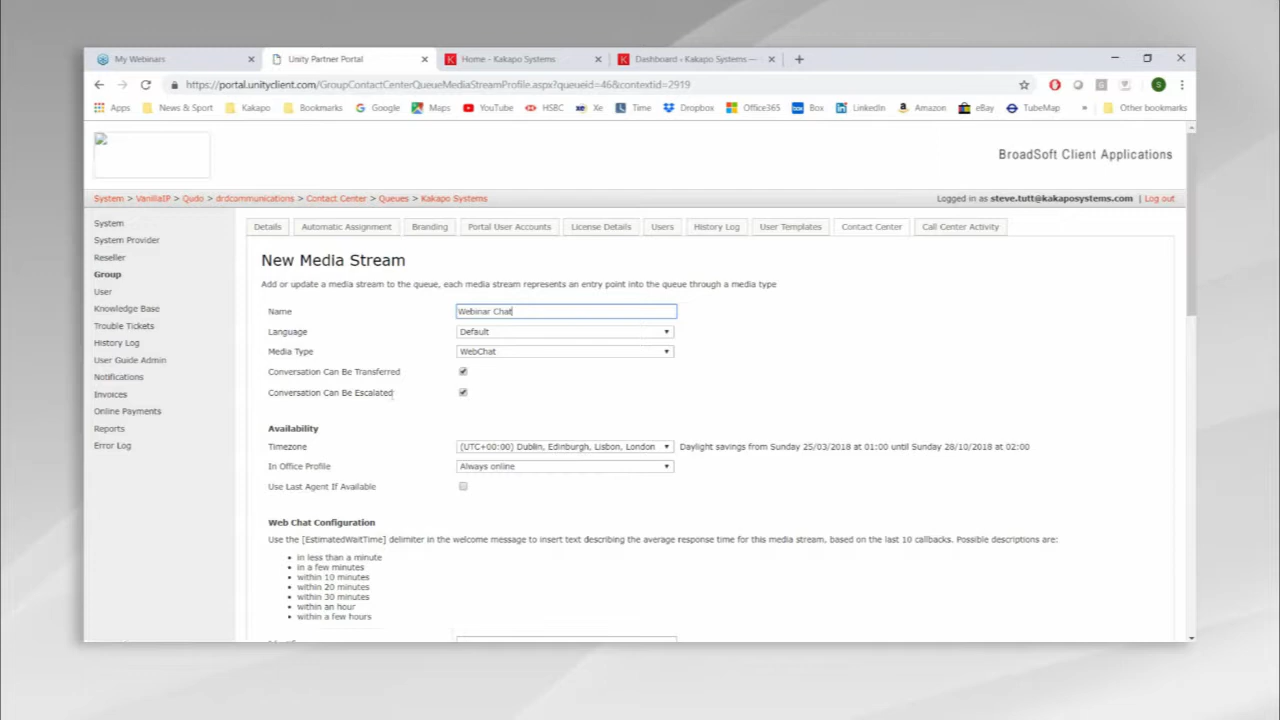 My Webinars
Unity Partner Portal
Home - Kakapo Systems
Dashboard ‹ Kakapo Systems —
https://portal.unityclient.com/GroupContactCenterQueueMediaStreamProfile.aspx?queueid=46&contextid=2919
Apps News & Sport Kakapo Bookmarks Google Maps YouTube HSBC Xe Time Dropbox Office365 Box LinkedIn Amazon eBay TubeMap » Other bookmarks
BroadSoft Client Applications
System > VanillaIP > Qudo > drdcommunications > Contact Center > Queues > Kakapo Systems
Logged in as steve.tutt@kakaposystems.com | Log out
System
System Provider
Reseller
Group
User
Knowledge Base
Trouble Tickets
History Log
User Guide Admin
Notifications
Invoices
Online Payments
Reports
Error Log
Details Automatic Assignment Branding Portal User Accounts License Details Users History Log User Templates Contact Center Call Center Activity
New Media Stream
Add or update a media stream to the queue, each media stream represents an entry point into the queue through a media type
Name Webinar Chat
Language Default
Media Type WebChat
Conversation Can Be Transferred
Conversation Can Be Escalated
Availability
Timezone (UTC+00:00) Dublin, Edinburgh, Lisbon, London Daylight savings from Sunday 25/03/2018 at 01:00 until Sunday 28/10/2018 at 02:00
In Office Profile Always online
Use Last Agent If Available
Web Chat Configuration
Use the [EstimatedWaitTime] delimiter in the welcome message to insert text describing the average response time for this media stream, based on the last 10 callbacks. Possible descriptions are:
• in less than a minute
• in a few minutes
• within 10 minutes
• within 20 minutes
• within 30 minutes
• within an hour
• within a few hours